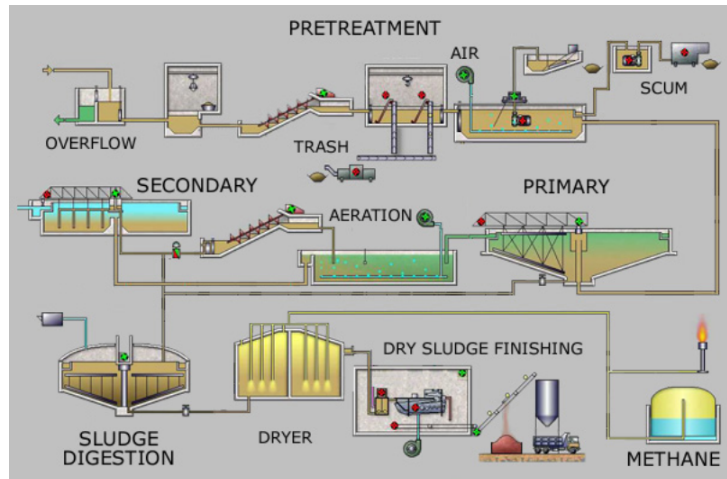 PRETREATMENT
AIR
SCUM
OVERFLOW
TRASH
SECONDARY
PRIMARY
AERATION
DRY SLUDGE FINISHING
SLUDGE
DIGESTION
DRYER
METHANE